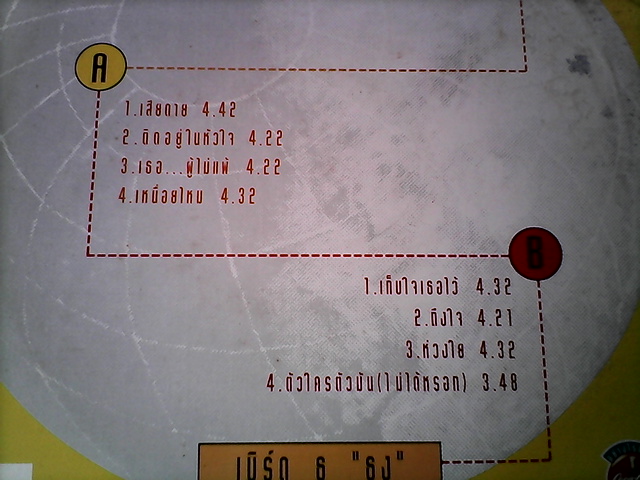 A
1.เสียดาย 4.42
2.ติดอยู่ในหัวใจ 4.22
3.เธอ...ผู้ไม่แพ้ 4.22
4.เหนื่อยไหม 4.32
B
1.เก็บใจเธอไว้ 4.32
2.ถึงใจ 4.21
3.ห่วงใย 4.32
4.ตัวใครตัวมัน(ไม่ได้หรอก) 3.48
เบิร์ด 6 "ธง"